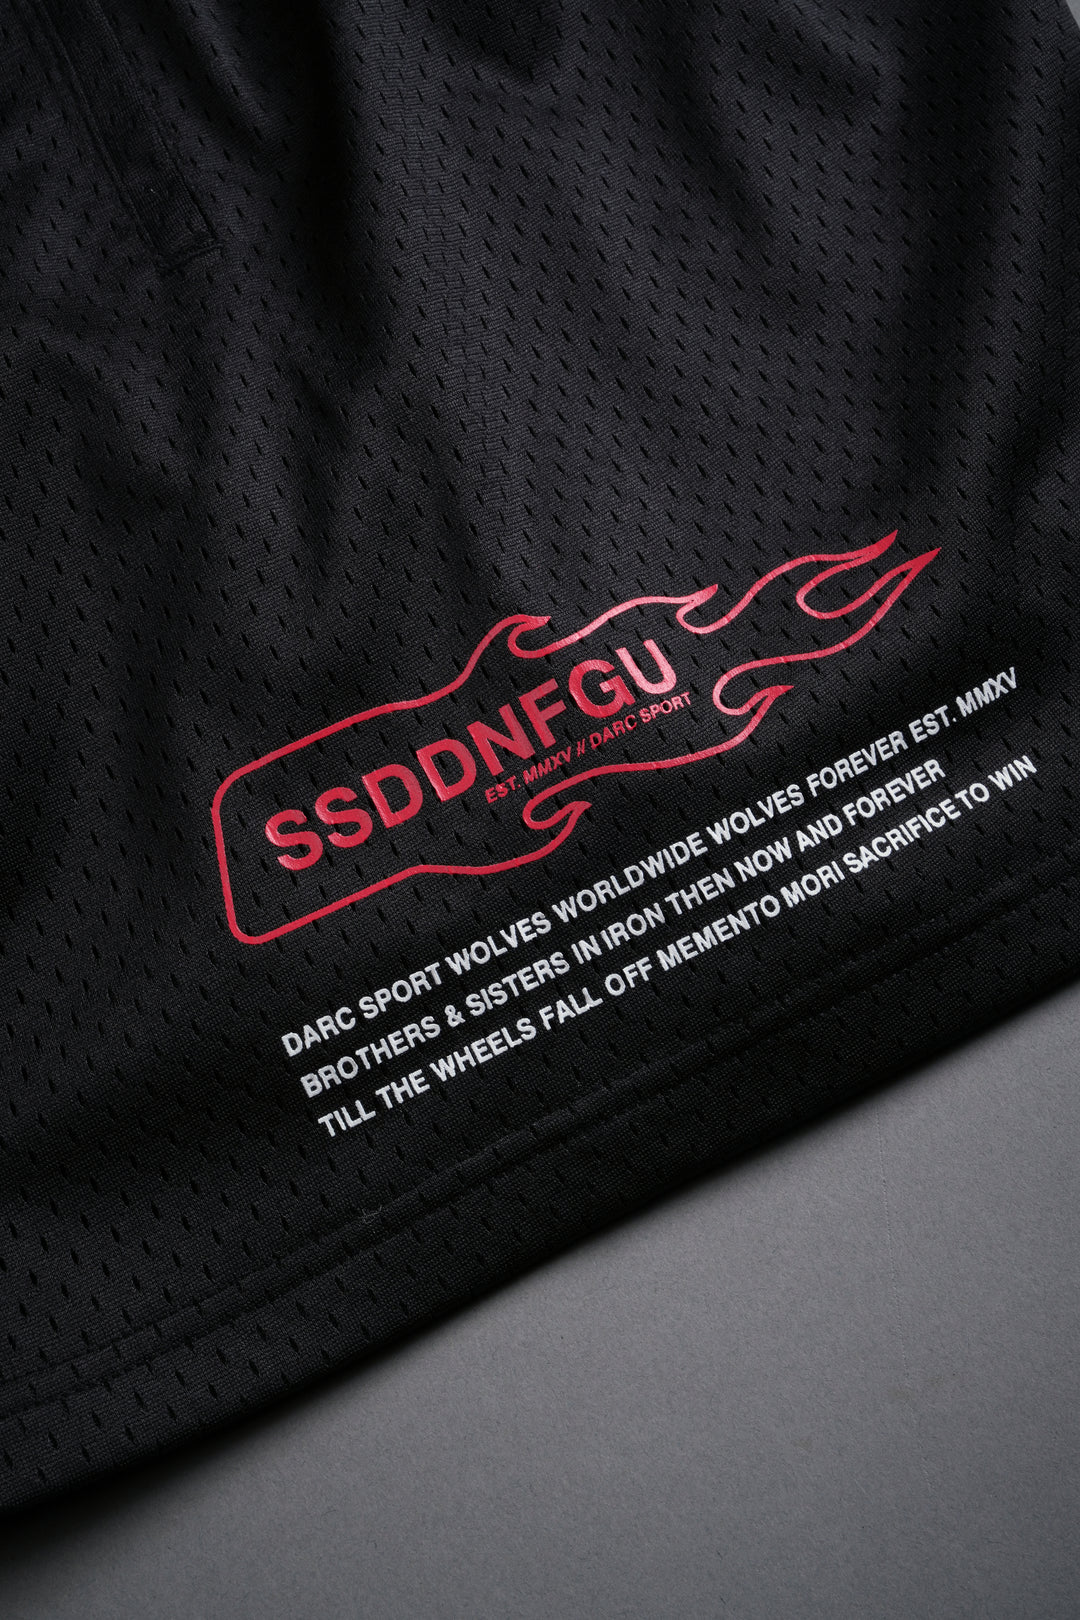 SSDDNFGU
EST. MMXV // DARC SPORT
DARC SPORT WOLVES WORLDWIDE WOLVES FOREVER EST. MMXV
BROTHERS & SISTERS IN IRON THEN NOW AND FOREVER
TILL THE WHEELS FALL OFF MEMENTO MORI SACRIFICE TO WIN